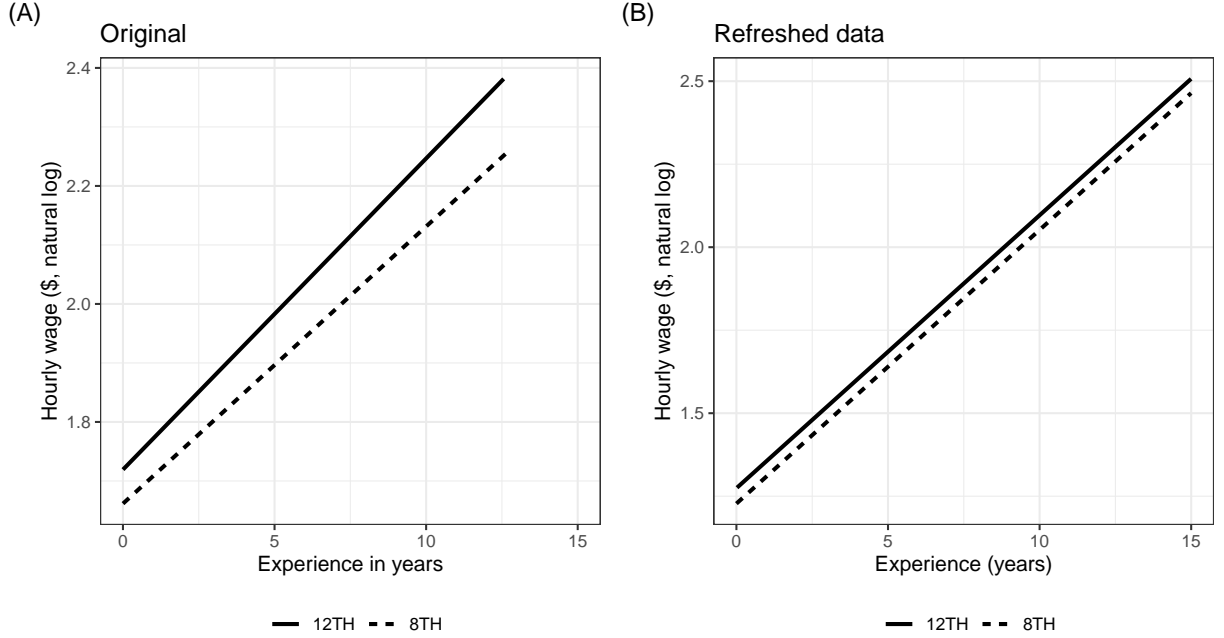 (A)
Original
2.4
2.2
2.0
1.8
Hourly wage ($, natural log)
0 5 10 15
Experience in years
12TH 8TH
(B)
Refreshed data
2.5
2.0
1.5
Hourly wage ($, natural log)
0 5 10 15
Experience (years)
12TH 8TH